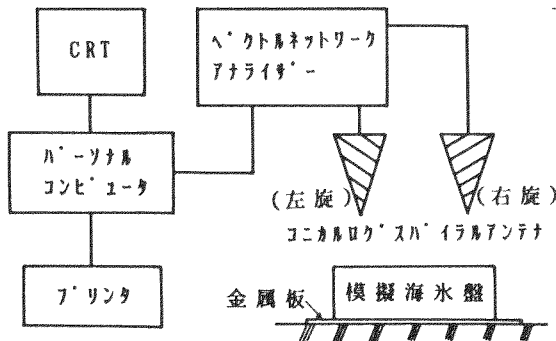 CRT
ベクトルネットワーク
アナライザー
パーソナル
コンピュータ
(左旋)
(右旋)
コニカルログスパイラルアンテナ
プリンタ
金属板
模擬海氷盤